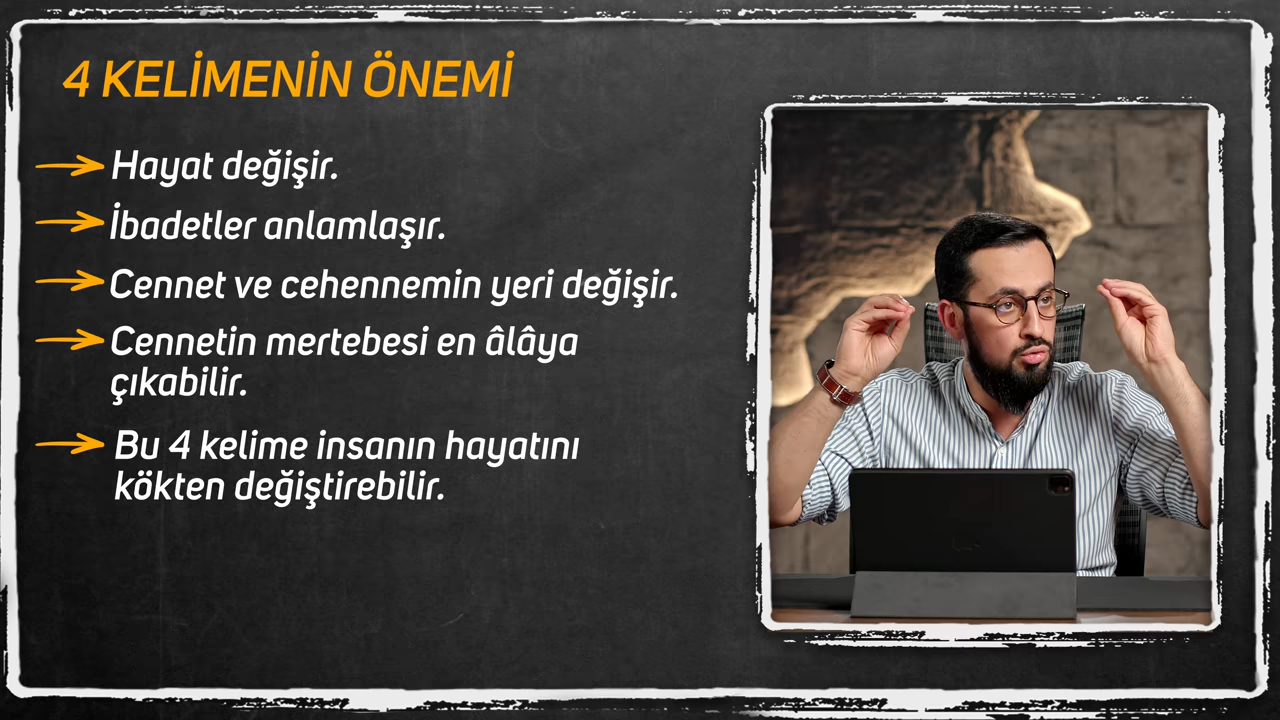 4 KELİMENİN ÖNEMİ
Hayat değişir.
İbadetler anlamlaşır.
Cennet ve cehennemin yeri değişir.
Cennetin mertebesi en âlâya
çıkabilir.
Bu 4 kelime insanın hayatını
kökten değiştirebilir.